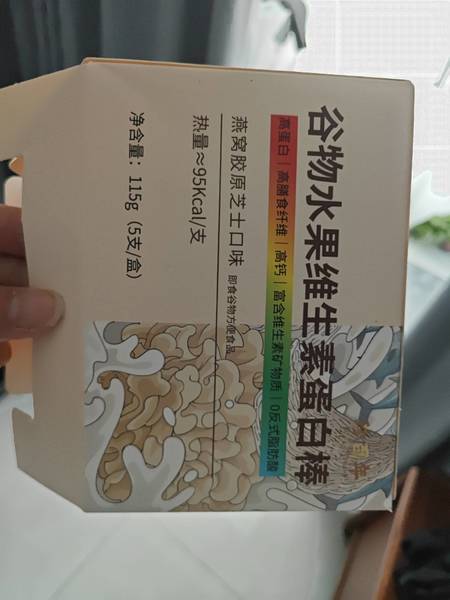 谷物水果维生素蛋白棒
高蛋白｜高膳食纤维｜高钙｜富含维生素矿物质｜0反式脂肪酸
燕窝胶原芝士口味 即食谷物方便食品
热量≈95Kcal/支
净含量：115g（5支/盒）